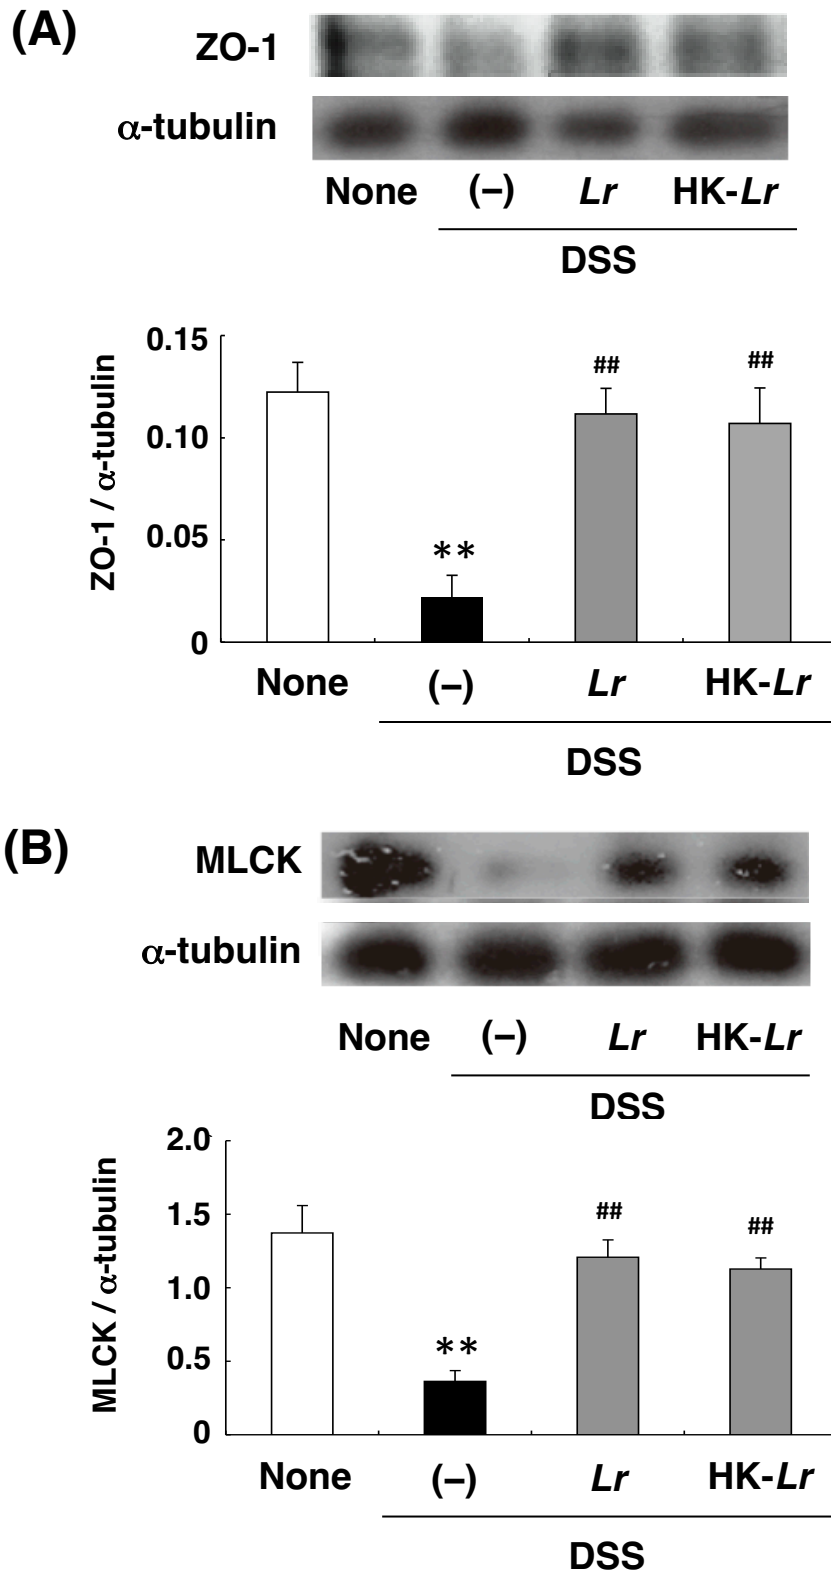 (A)
ZO-1
α-tubulin
None (–) Lr HK-Lr
DSS
0.15
0.10
0.05
0
ZO-1 / α-tubulin
**
##
##
None (–) Lr HK-Lr
DSS
(B)
MLCK
α-tubulin
None (–) Lr HK-Lr
DSS
2.0
1.5
1.0
0.5
0
MLCK / α-tubulin
**
##
##
None (–) Lr HK-Lr
DSS